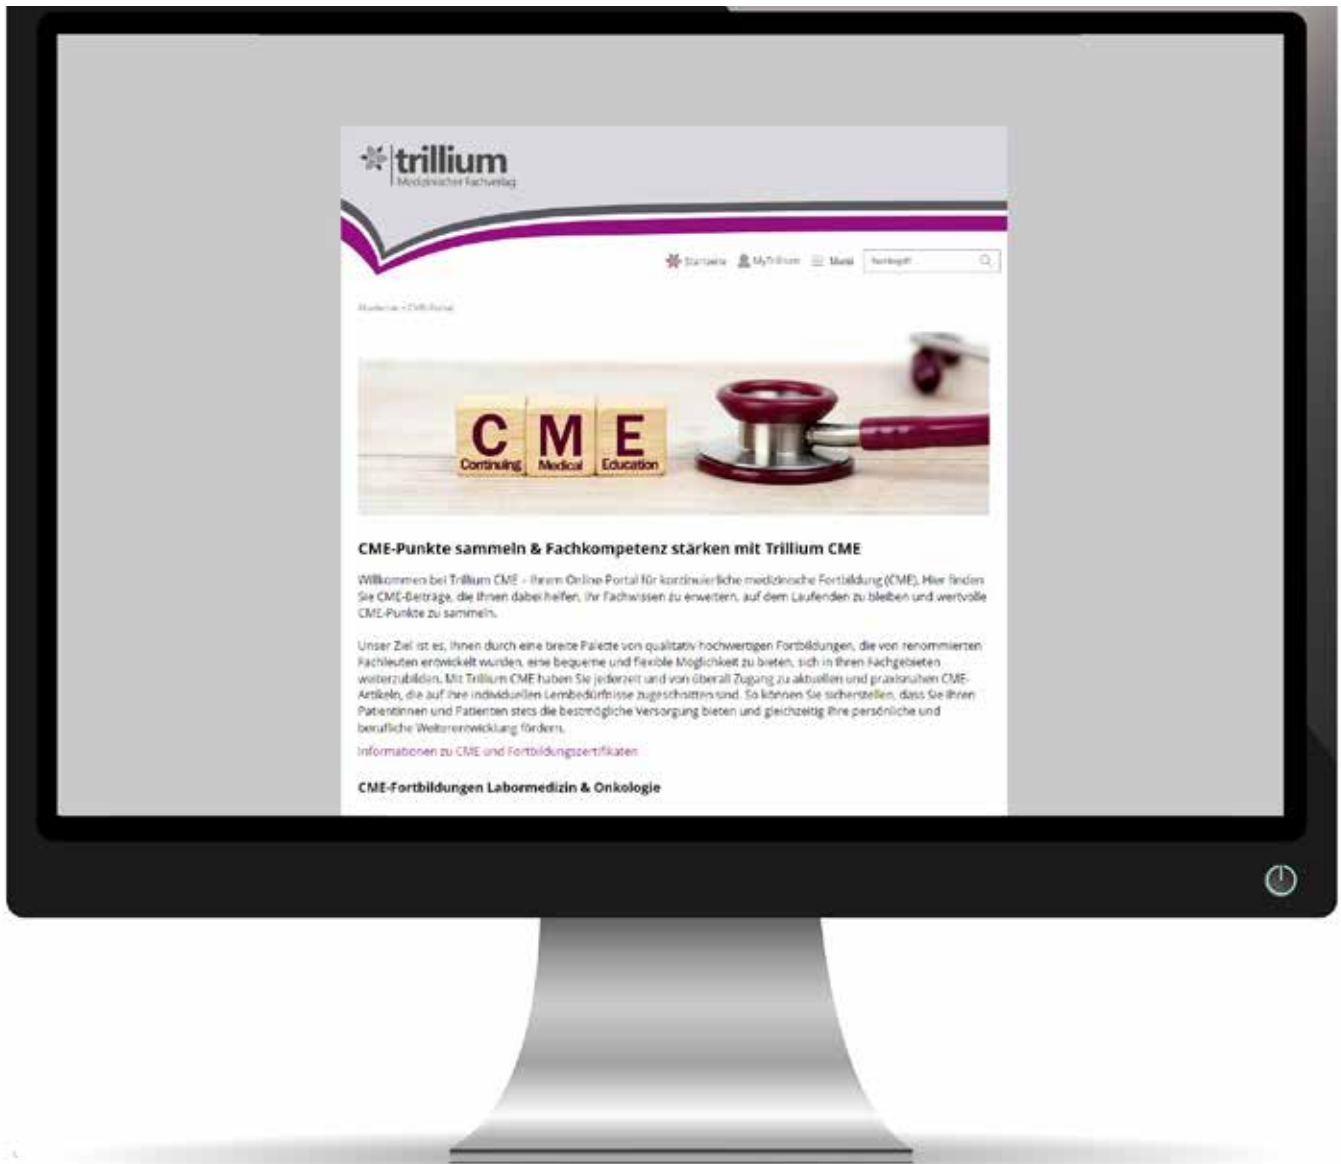 trillium
Medizinischer Fachverlag
Startseite MyTrillium Menü Suchbegriff
Akademie > CME-Portal
C M E
Continuing Medical Education
CME-Punkte sammeln & Fachkompetenz stärken mit Trillium CME
Willkommen bei Trillium CME – Ihrem Online-Portal für kontinuierliche medizinische Fortbildung (CME). Hier finden
Sie CME-Beiträge, die Ihnen dabei helfen, Ihr Fachwissen zu erweitern, auf dem Laufenden zu bleiben und wertvolle
CME-Punkte zu sammeln.
Unser Ziel ist es, Ihnen durch eine breite Palette von qualitativ hochwertigen Fortbildungen, die von renommierten
Fachleuten entwickelt wurden, eine bequeme und flexible Möglichkeit zu bieten, sich in Ihren Fachgebieten
weiterzubilden. Mit Trillium CME haben Sie jederzeit und von überall Zugang zu aktuellen und praxisnahen CME-
Artikeln, die auf Ihre individuellen Lernbedürfnisse zugeschnitten sind. So können Sie sicherstellen, dass Sie Ihren
Patientinnen und Patienten stets die bestmögliche Versorgung bieten und gleichzeitig Ihre persönliche und
berufliche Weiterentwicklung fördern.
Informationen zu CME und Fortbildungszertifikaten
CME-Fortbildungen Labormedizin & Onkologie